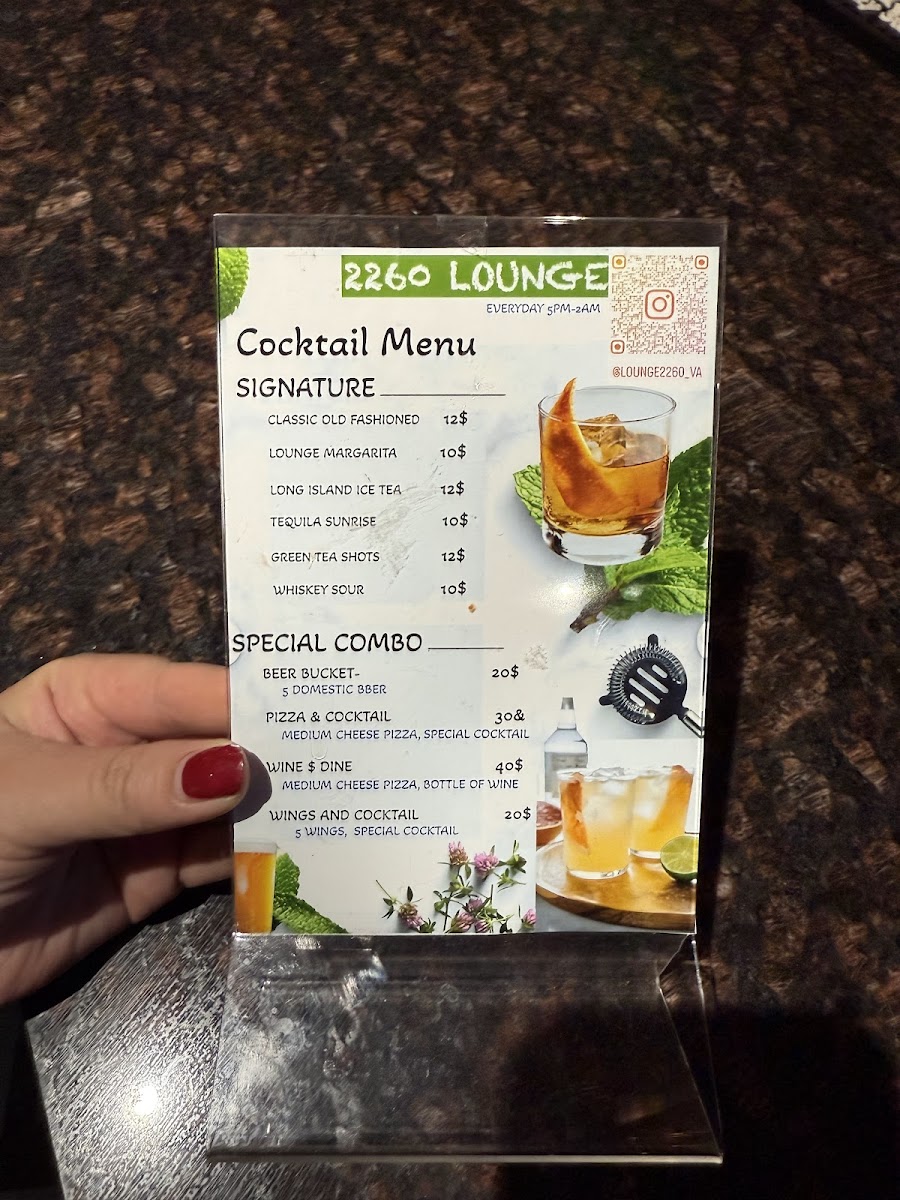 2260 LOUNGE
EVERYDAY 5PM-2AM
@LOUNGE2260_VA
Cocktail Menu
SIGNATURE
CLASSIC OLD FASHIONED 12$
LOUNGE MARGARITA 10$
LONG ISLAND ICE TEA 12$
TEQUILA SUNRISE 10$
GREEN TEA SHOTS 12$
WHISKEY SOUR 10$
SPECIAL COMBO
BEER BUCKET- 20$
5 DOMESTIC BBER
PIZZA & COCKTAIL 30&
MEDIUM CHEESE PIZZA, SPECIAL COCKTAIL
WINE $ DINE 40$
MEDIUM CHEESE PIZZA, BOTTLE OF WINE
WINGS AND COCKTAIL 20$
5 WINGS, SPECIAL COCKTAIL